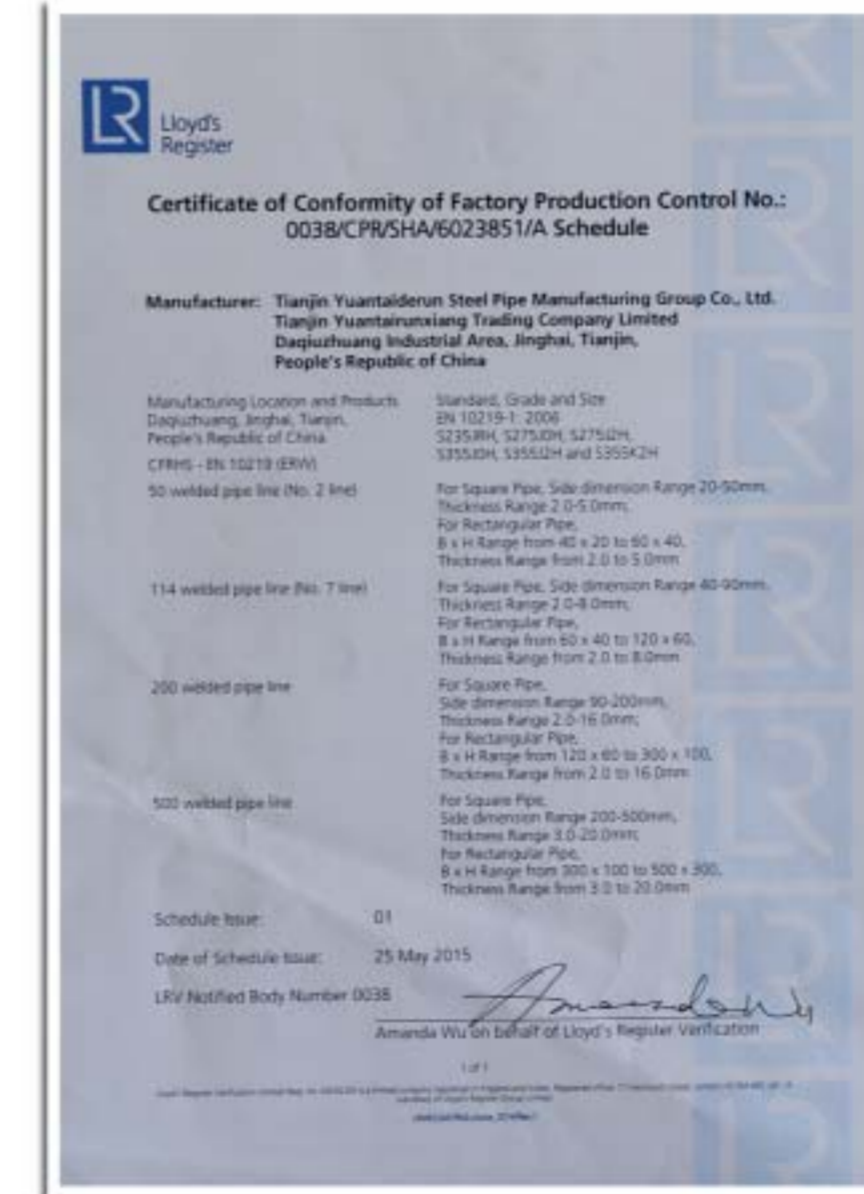 LR
Lloyd's
Register
Certificate of Conformity of Factory Production Control No.:
0038/CPR/SHA/6023851/A Schedule
Manufacturer: Tianjin Yuantaiderun Steel Pipe Manufacturing Group Co., Ltd.
Tianjin Yuantairunxiang Trading Company Limited
Daqiuzhuang Industrial Area, Jinghai, Tianjin,
People's Republic of China
Manufacturing Location and Products Standard, Grade and Size
Daqiuzhuang, Jinghai, Tianjin, EN 10219-1: 2006
People's Republic of China S235JRH, S275J0H, S275J2H,
S355J0H, S355J2H and S355K2H
CFRHS - EN 10219 (ERW)
50 welded pipe line (No. 2 line) For Square Pipe, Side dimension Range 20-50mm,
Thickness Range 2.0-5.0mm;
For Rectangular Pipe,
B x H Range from 40 x 20 to 60 x 40,
Thickness Range from 2.0 to 5.0mm
114 welded pipe line (No. 7 line) For Square Pipe, Side dimension Range 40-90mm,
Thickness Range 2.0-8.0mm;
For Rectangular Pipe,
B x H Range from 60 x 40 to 120 x 60,
Thickness Range from 2.0 to 8.0mm
200 welded pipe line For Square Pipe,
Side dimension Range 90-200mm,
Thickness Range 2.0-16.0mm;
For Rectangular Pipe,
B x H Range from 120 x 60 to 300 x 100,
Thickness Range from 2.0 to 16.0mm
500 welded pipe line For Square Pipe,
Side dimension Range 200-500mm,
Thickness Range 3.0-20.0mm;
For Rectangular Pipe,
B x H Range from 300 x 100 to 500 x 300,
Thickness Range from 3.0 to 20.0mm
Schedule Issue: 01
Date of Schedule Issue: 25 May 2015
LRV Notified Body Number 0038
Amanda Wu
Amanda Wu on behalf of Lloyd's Register Verification
1 of 1